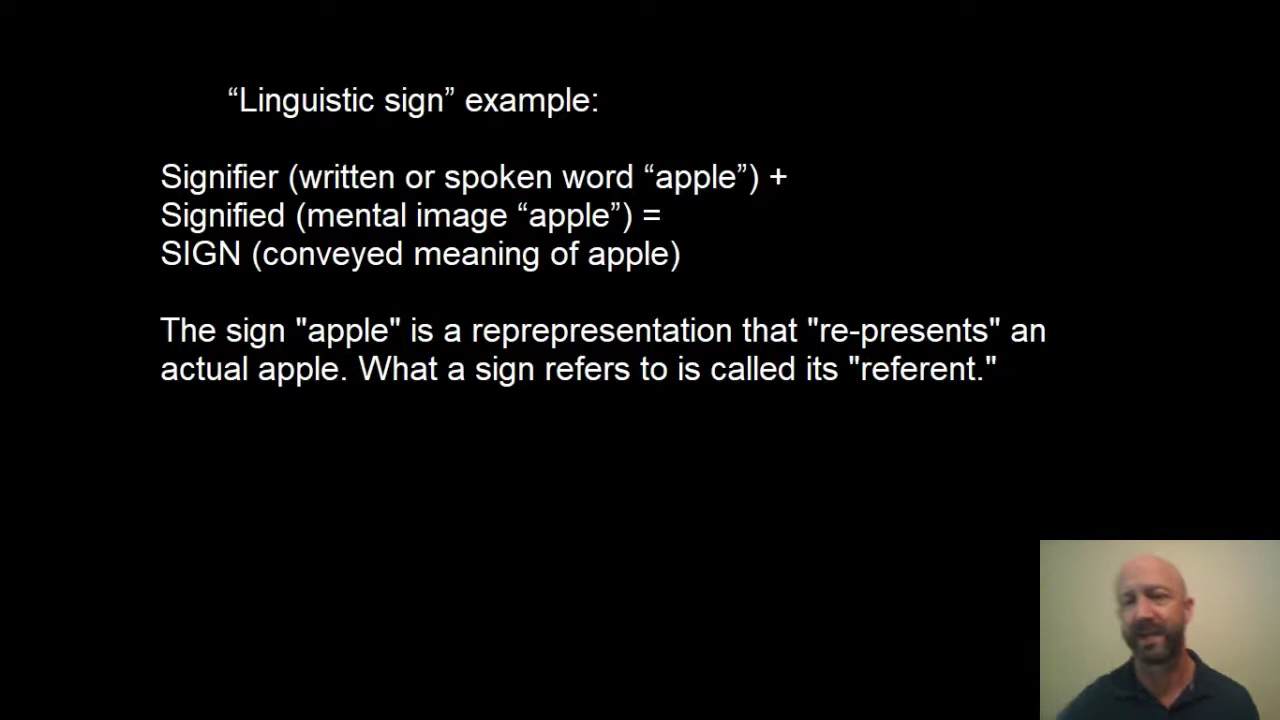 “Linguistic sign” example:
Signifier (written or spoken word “apple”) +
Signified (mental image “apple”) =
SIGN (conveyed meaning of apple)
The sign "apple" is a reprepresentation that "re-presents" an
actual apple. What a sign refers to is called its "referent."